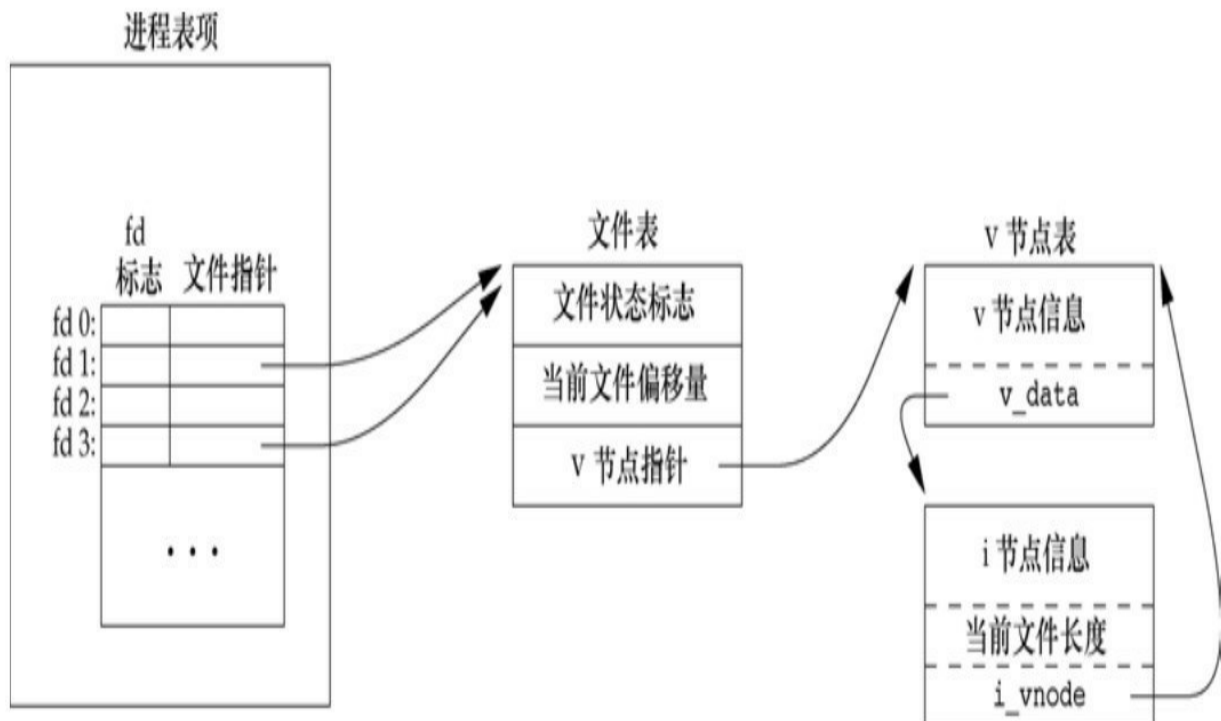 进程表项
fd
标志 文件指针
fd 0:
fd 1:
fd 2:
fd 3:
...
文件表
文件状态标志
当前文件偏移量
v 节点指针
v 节点表
v 节点信息
v_data
i 节点信息
当前文件长度
i_vnode